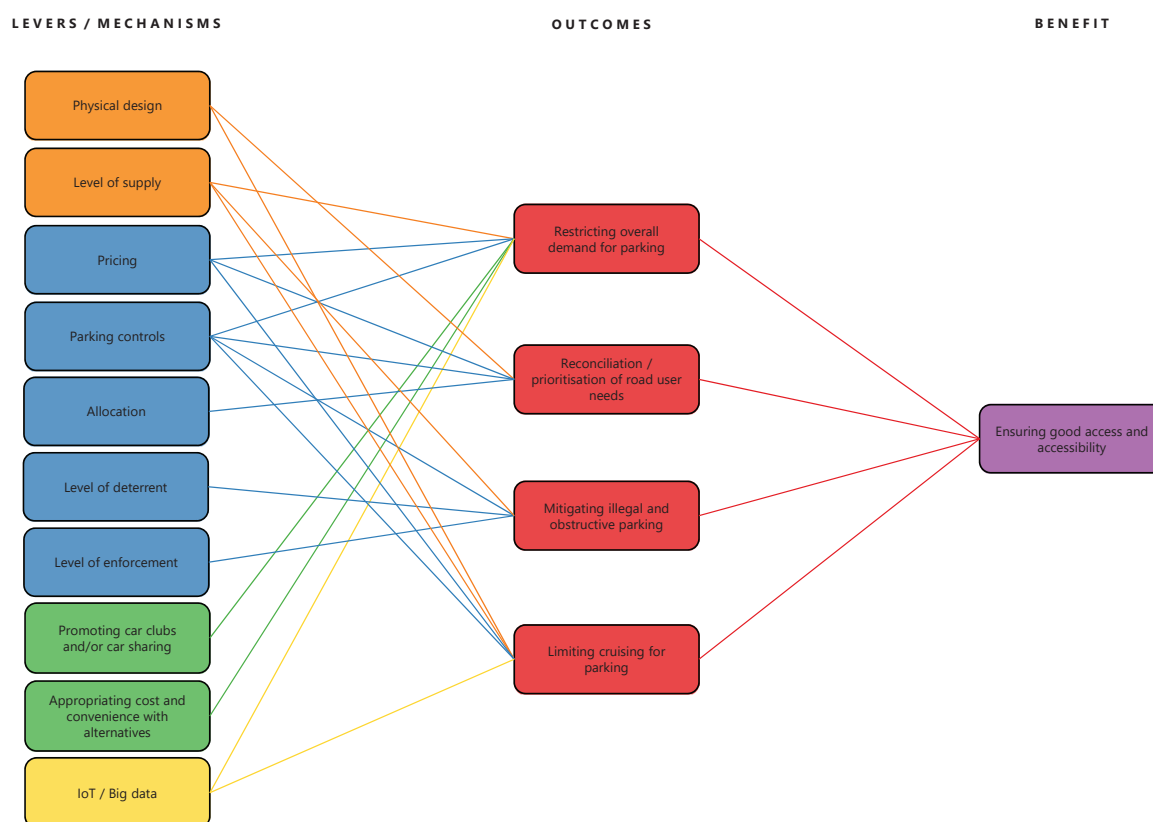 LEVERS / MECHANISMS
OUTCOMES
BENEFIT
Physical design
Level of supply
Pricing
Parking controls
Allocation
Level of deterrent
Level of enforcement
Promoting car clubs
and/or car sharing
Appropriating cost and
convenience with
alternatives
IoT / Big data
Restricting overall
demand for parking
Reconciliation /
prioritisation of road user
needs
Mitigating illegal and
obstructive parking
Limiting cruising for
parking
Ensuring good access and
accessibility